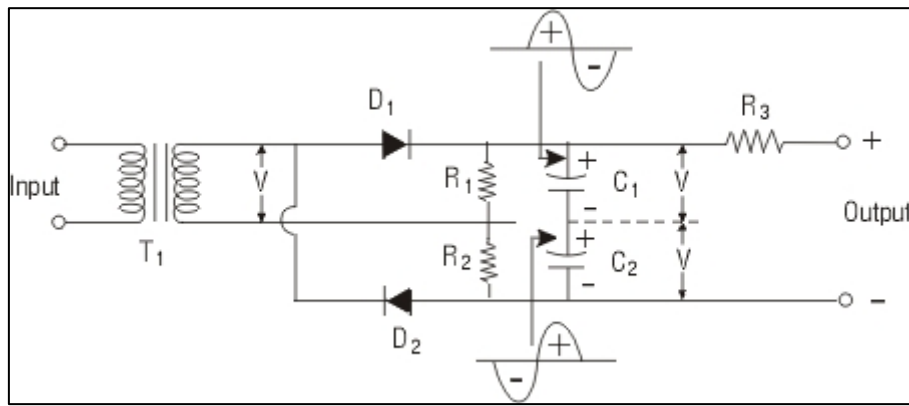 +
-
D₁
R₃
+
V
R₁
+
C₁
V
Input
-
Output
T₁
R₂
+
C₂
V
-
-
D₂
+
-